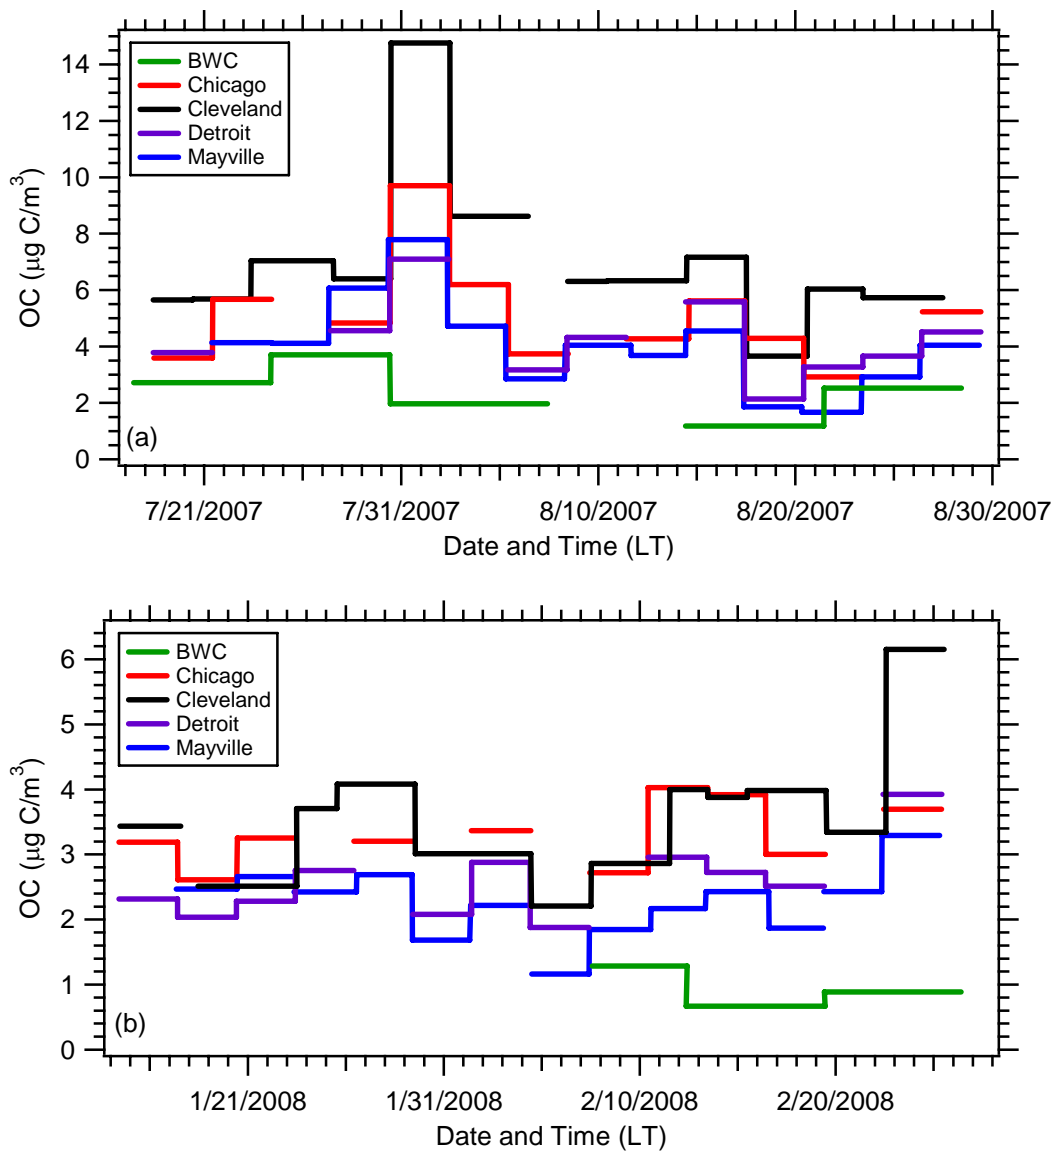 14
12
10
8
6
4
2
0
OC (µg C/m³)
BWC
Chicago
Cleveland
Detroit
Mayville
(a)
7/21/2007
7/31/2007
8/10/2007
8/20/2007
8/30/2007
Date and Time (LT)
6
5
4
3
2
1
0
OC (µg C/m³)
BWC
Chicago
Cleveland
Detroit
Mayville
(b)
1/21/2008
1/31/2008
2/10/2008
2/20/2008
Date and Time (LT)